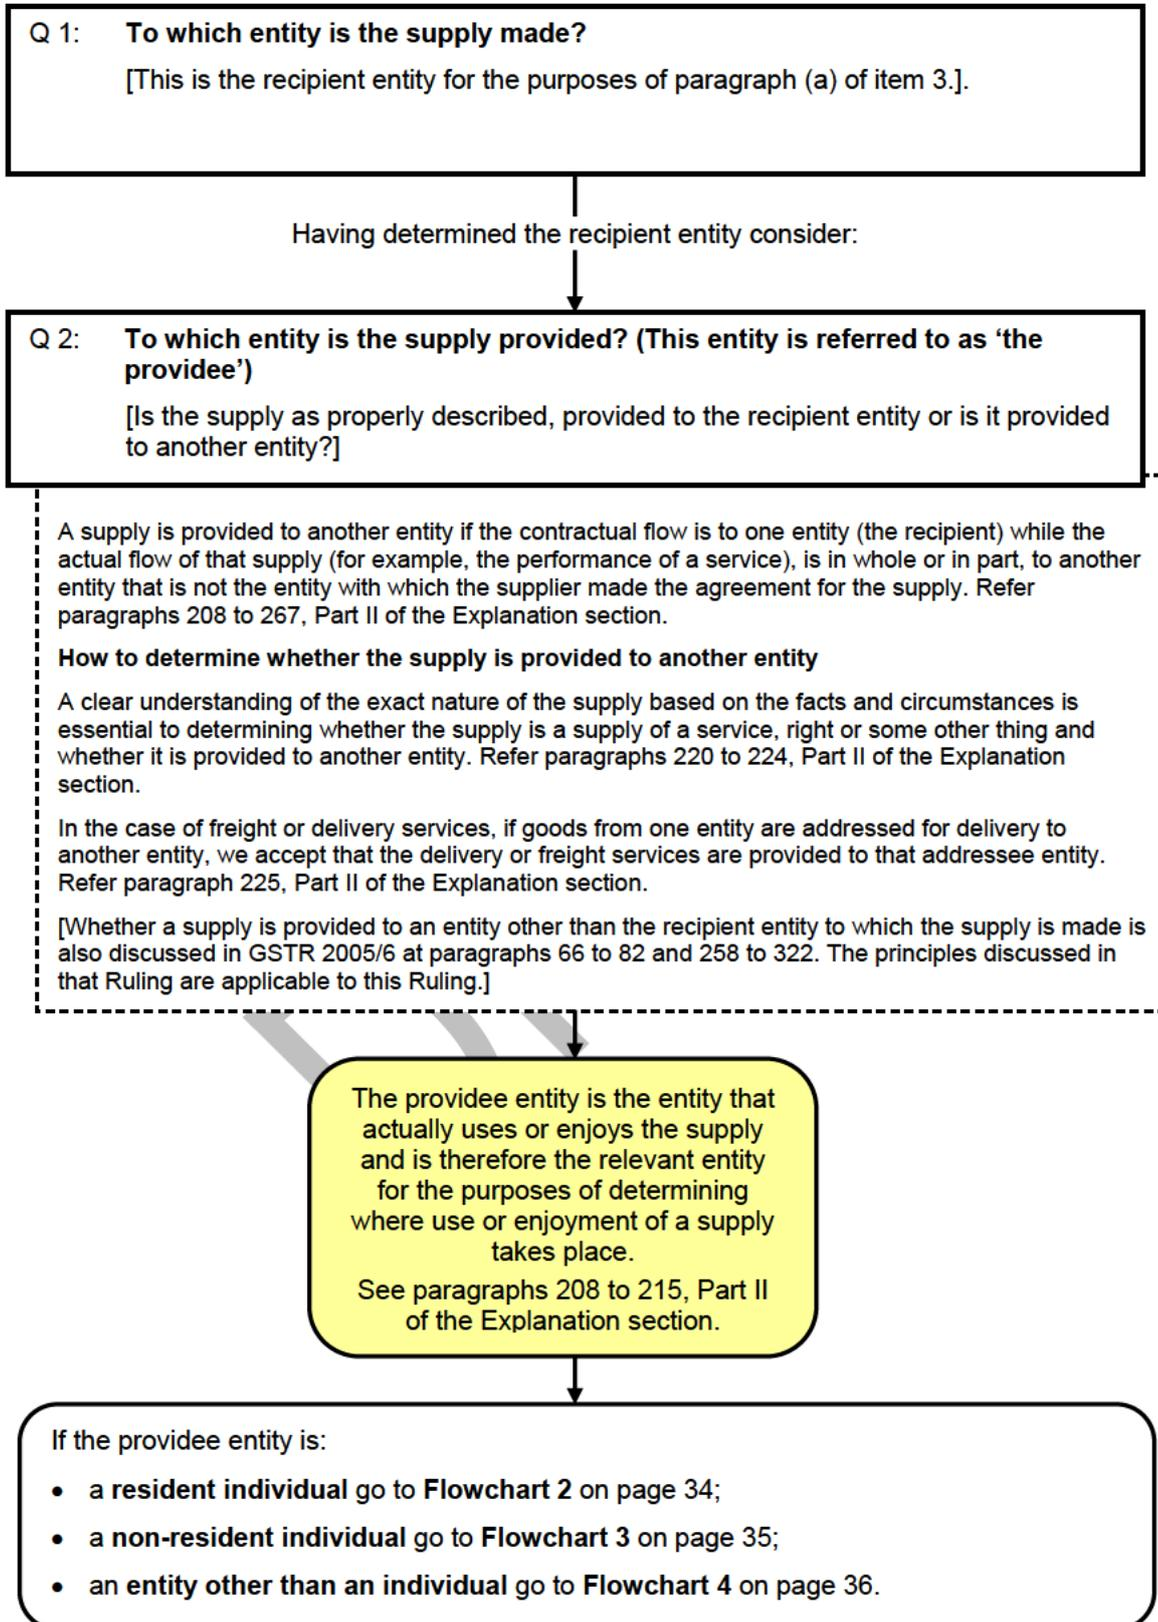 Q 1: To which entity is the supply made?
[This is the recipient entity for the purposes of paragraph (a) of item 3.].
Having determined the recipient entity consider:
Q 2: To which entity is the supply provided? (This entity is referred to as ‘the
providee’)
[Is the supply as properly described, provided to the recipient entity or is it provided
to another entity?]
A supply is provided to another entity if the contractual flow is to one entity (the recipient) while the
actual flow of that supply (for example, the performance of a service), is in whole or in part, to another
entity that is not the entity with which the supplier made the agreement for the supply. Refer
paragraphs 208 to 267, Part II of the Explanation section.
How to determine whether the supply is provided to another entity
A clear understanding of the exact nature of the supply based on the facts and circumstances is
essential to determining whether the supply is a supply of a service, right or some other thing and
whether it is provided to another entity. Refer paragraphs 220 to 224, Part II of the Explanation
section.
In the case of freight or delivery services, if goods from one entity are addressed for delivery to
another entity, we accept that the delivery or freight services are provided to that addressee entity.
Refer paragraph 225, Part II of the Explanation section.
[Whether a supply is provided to an entity other than the recipient entity to which the supply is made is
also discussed in GSTR 2005/6 at paragraphs 66 to 82 and 258 to 322. The principles discussed in
that Ruling are applicable to this Ruling.]
The providee entity is the entity that
actually uses or enjoys the supply
and is therefore the relevant entity
for the purposes of determining
where use or enjoyment of a supply
takes place.
See paragraphs 208 to 215, Part II
of the Explanation section.
If the providee entity is:
• a resident individual go to Flowchart 2 on page 34;
• a non-resident individual go to Flowchart 3 on page 35;
• an entity other than an individual go to Flowchart 4 on page 36.